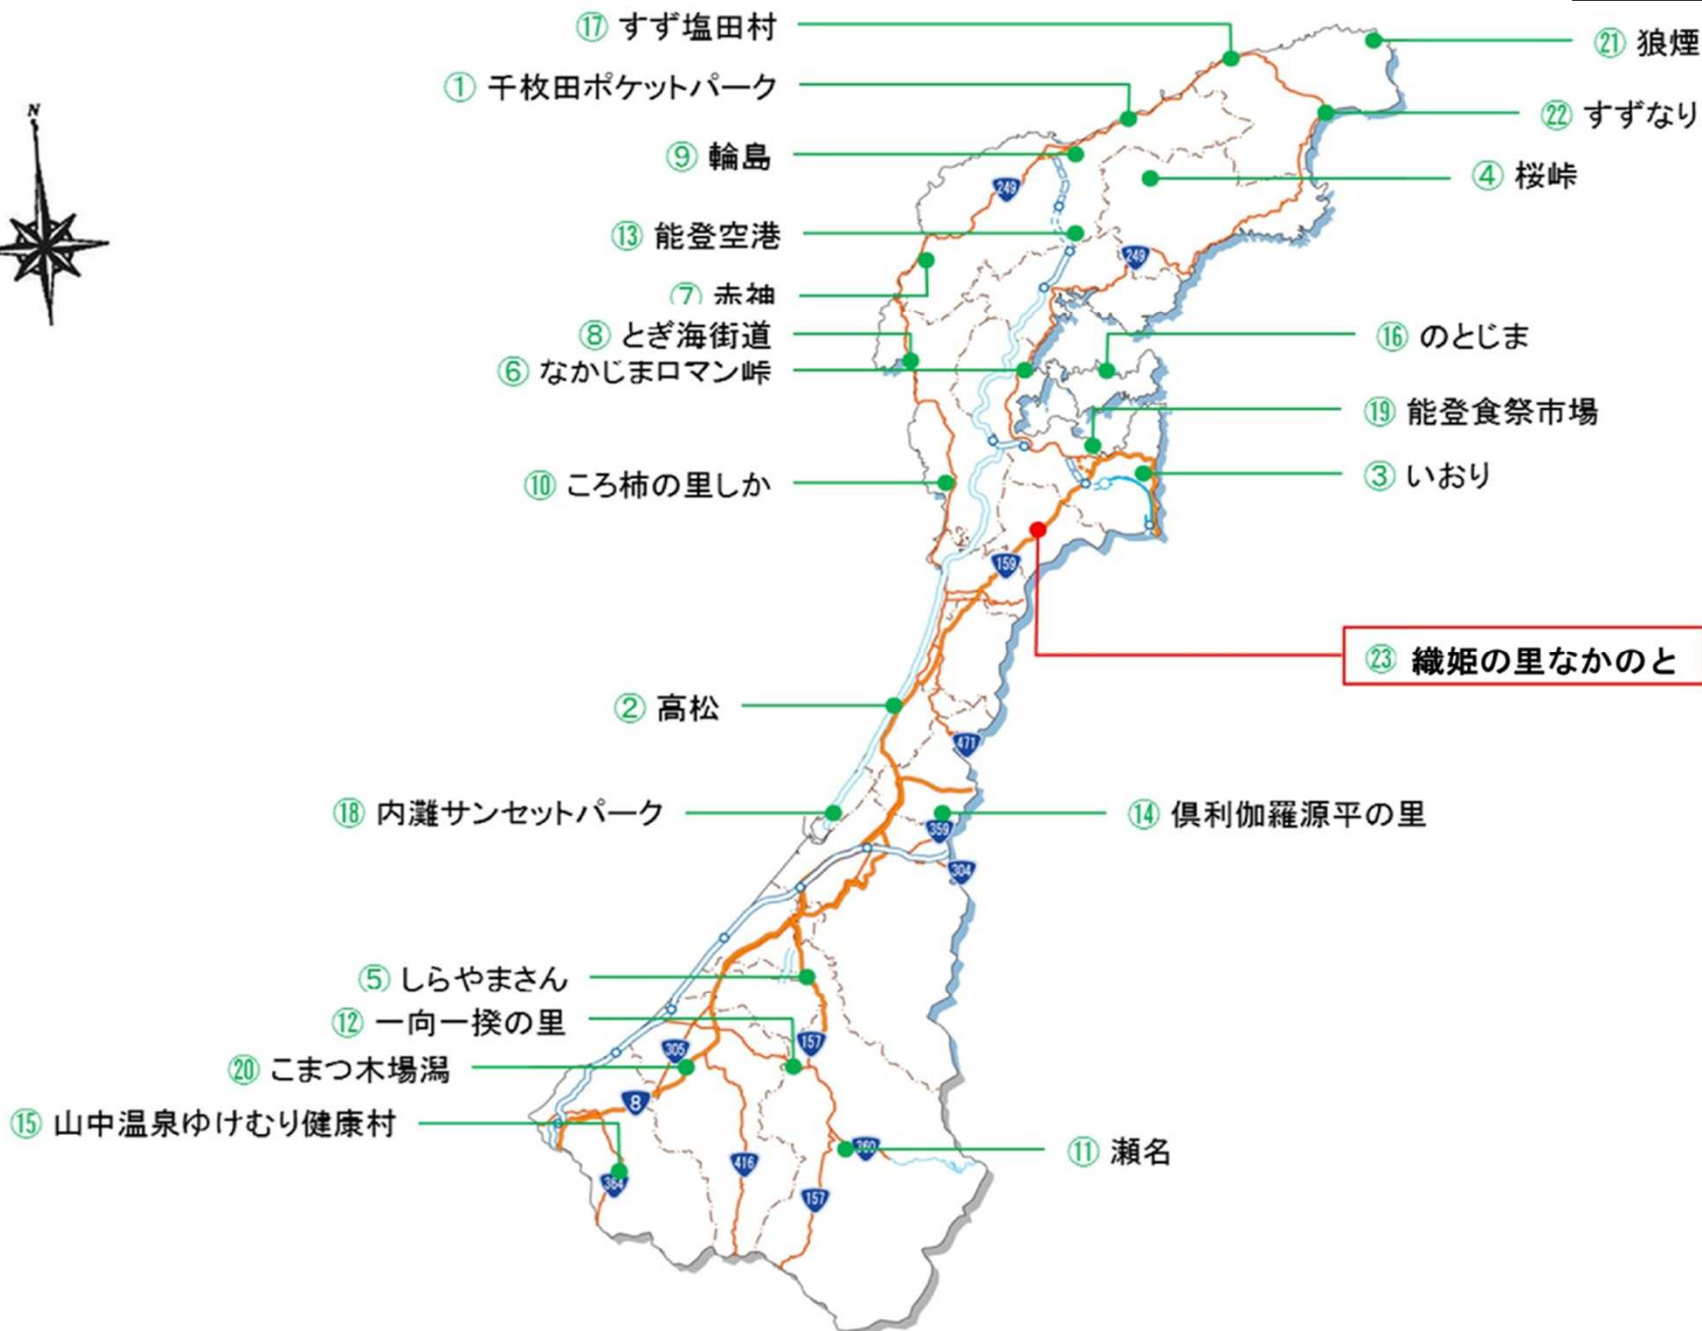 ⑰ すず塩田村
㉑ 狼煙
① 千枚田ポケットパーク
㉒ すずなり
N
⑨ 輪島
④ 桜峠
249
⑬ 能登空港
249
⑦ 赤神
⑧ とぎ海街道
⑯ のとじま
⑥ なかじまロマン峠
⑲ 能登食祭市場
⑩ ころ柿の里しか
③ いおり
159
㉓ 織姫の里なかのと
② 高松
471
⑱ 内灘サンセットパーク
⑭ 倶利伽羅源平の里
359
304
⑤ しらやまさん
⑫ 一向一揆の里
157
305
⑳ こまつ木場潟
8
⑮ 山中温泉ゆけむり健康村
360
⑪ 瀬名
416
364
157